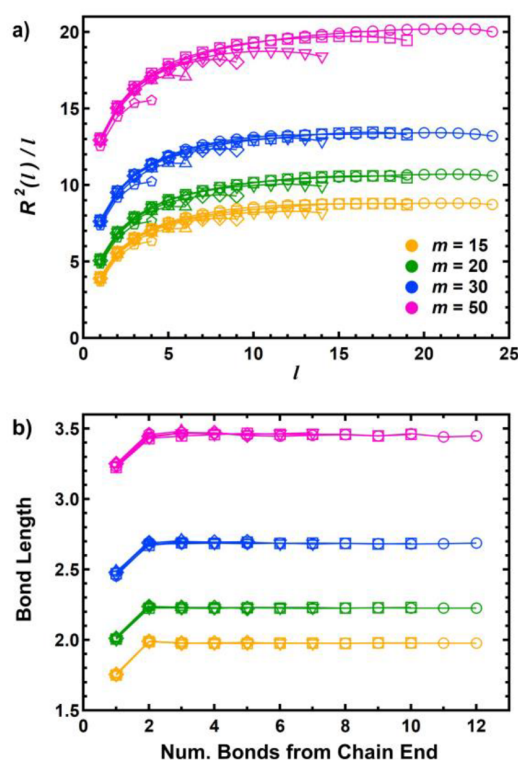 a)
20
15
10
5
0
R²(l) / l
m = 15
m = 20
m = 30
m = 50
0 5 10 15 20 25
l
b)
3.5
3.0
2.5
2.0
1.5
Bond Length
0 2 4 6 8 10 12
Num. Bonds from Chain End